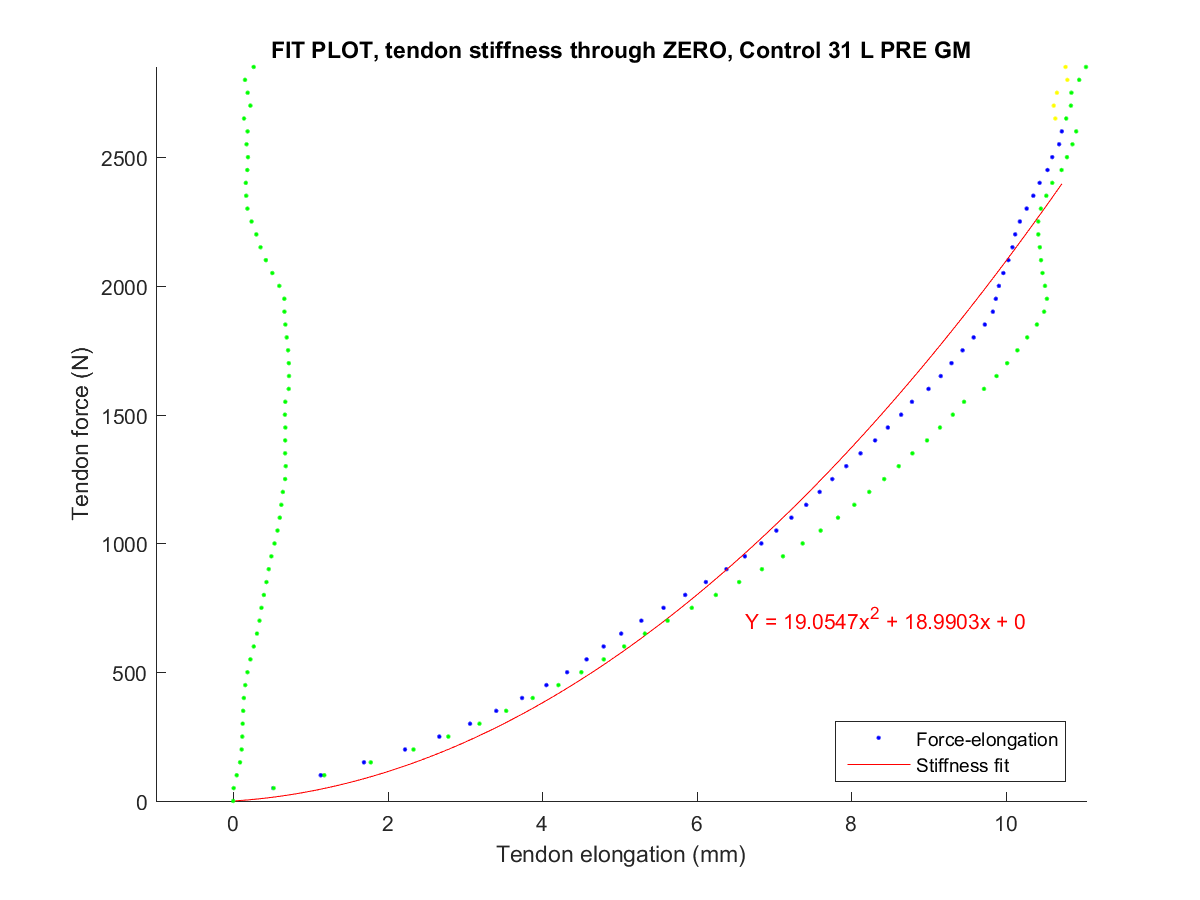 FIT PLOT, tendon stiffness through ZERO, Control 31 L PRE GM
2500
2000
1500
1000
500
0
Tendon force (N)
Y = 19.0547x² + 18.9903x + 0
Force-elongation
Stiffness fit
0 2 4 6 8 10
Tendon elongation (mm)